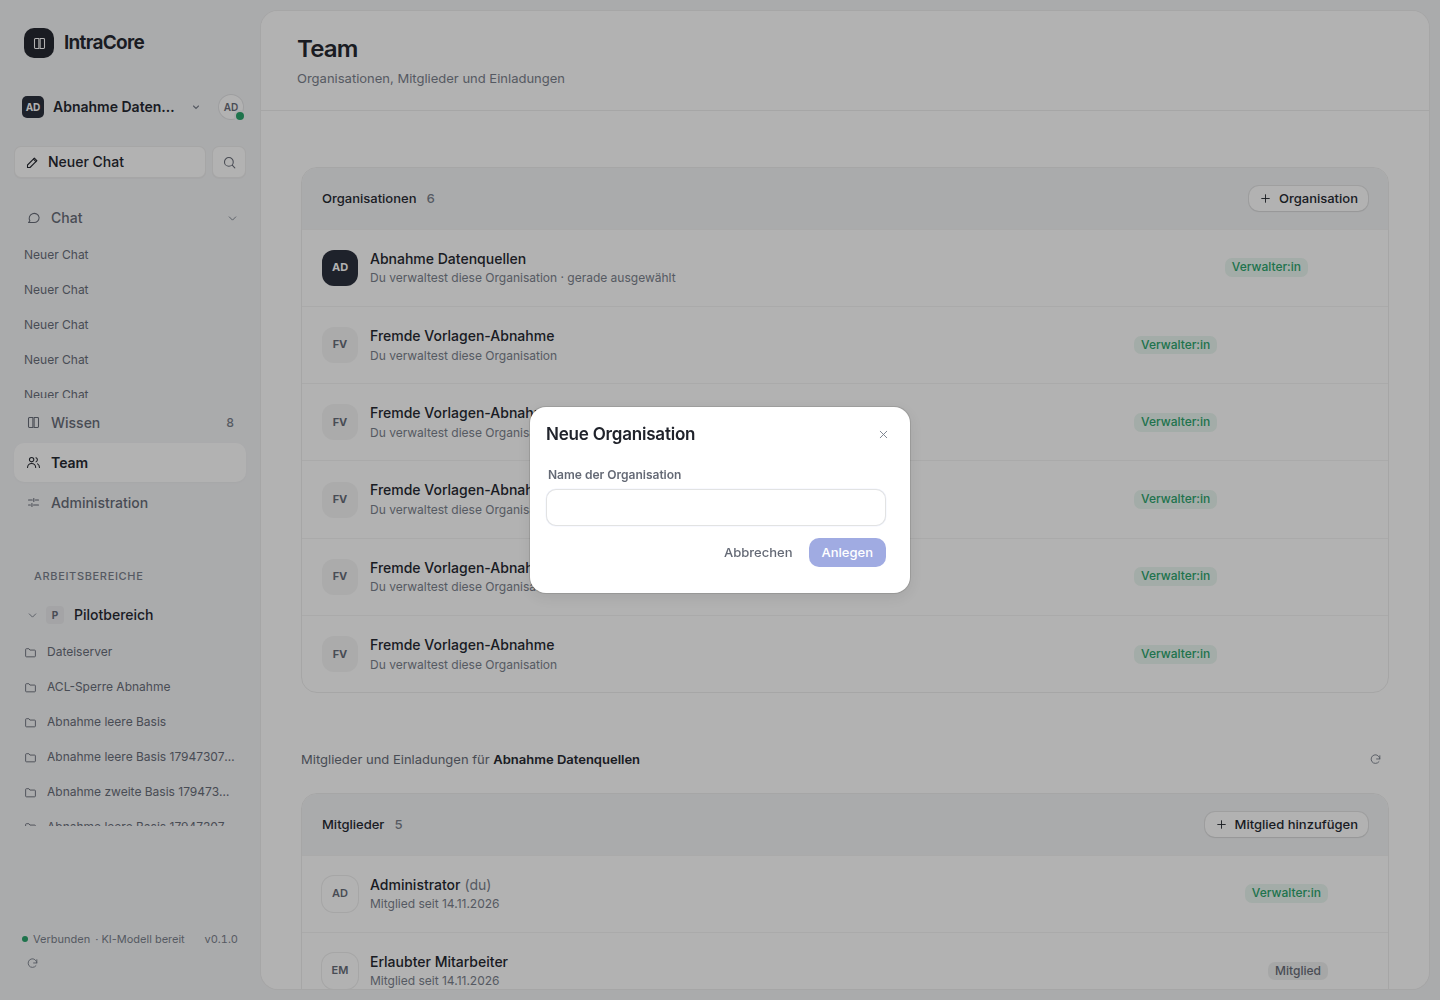 IntraCore
AD
Abnahme Daten...
AD
Neuer Chat
Chat
Neuer Chat
Neuer Chat
Neuer Chat
Neuer Chat
Neuer Chat
Wissen
8
Team
Administration
ARBEITSBEREICHE
P
Pilotbereich
Dateiserver
ACL-Sperre Abnahme
Abnahme leere Basis
Abnahme leere Basis 17947307...
Abnahme zweite Basis 179473...
Abnahme leere Basis 17947307...
Verbunden · KI-Modell bereit
v0.1.0
Team
Organisationen, Mitglieder und Einladungen
Organisationen 6
+ Organisation
AD
Abnahme Datenquellen
Du verwaltest diese Organisation · gerade ausgewählt
Verwalter:in
FV
Fremde Vorlagen-Abnahme
Du verwaltest diese Organisation
Verwalter:in
FV
Fremde Vorlagen-Abnah
Du verwaltest diese Organis
Verwalter:in
FV
Fremde Vorlagen-Abnah
Du verwaltest diese Organisa
Verwalter:in
FV
Fremde Vorlagen-Abnah
Du verwaltest diese Organisa
Verwalter:in
FV
Fremde Vorlagen-Abnahme
Du verwaltest diese Organisation
Verwalter:in
Neue Organisation
Name der Organisation
Abbrechen
Anlegen
Mitglieder und Einladungen für Abnahme Datenquellen
Mitglieder 5
+ Mitglied hinzufügen
AD
Administrator (du)
Mitglied seit 14.11.2026
Verwalter:in
EM
Erlaubter Mitarbeiter
Mitglied seit 14.11.2026
Mitglied